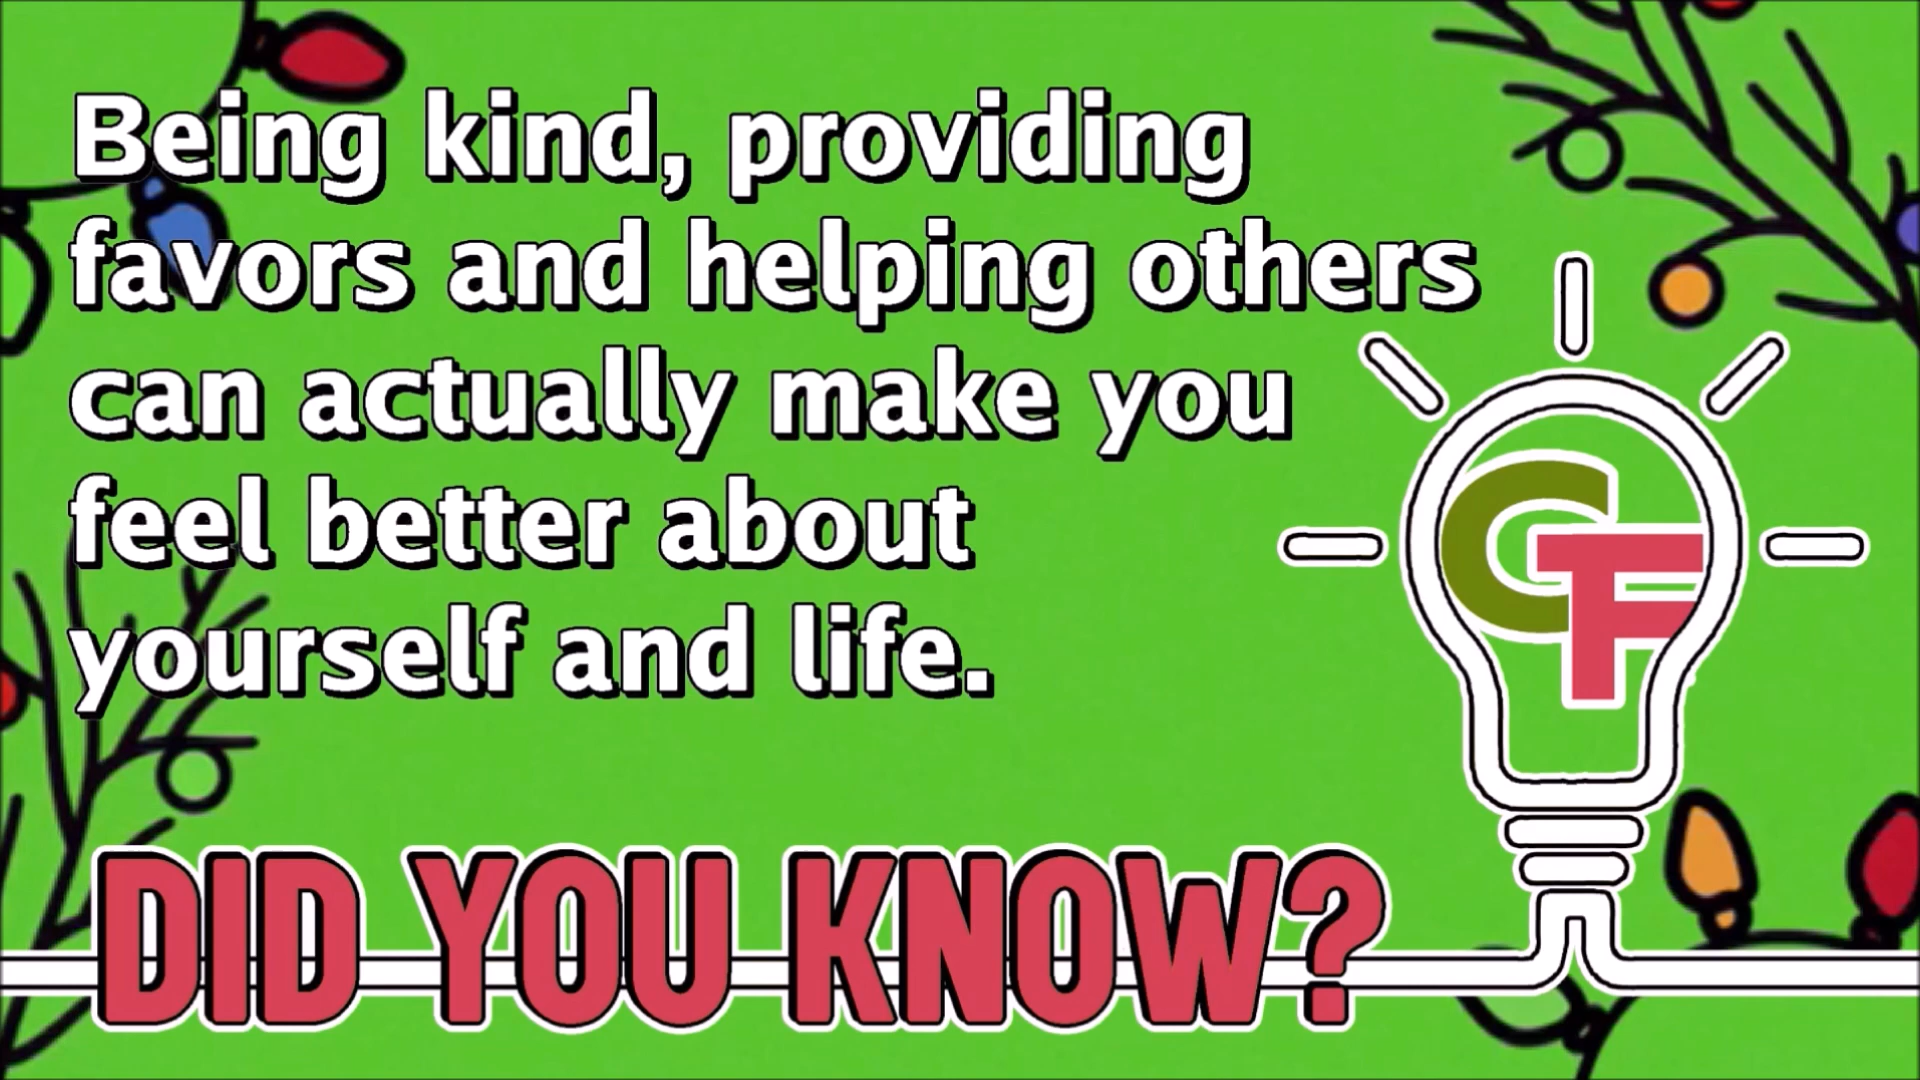 Being kind, providing
favors and helping others
can actually make you
feel better about
yourself and life.
CF
DID YOU KNOW?